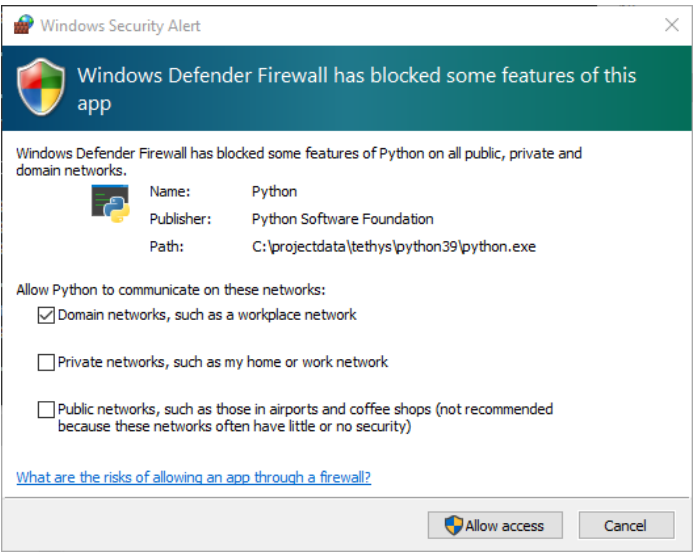 Windows Security Alert
Windows Defender Firewall has blocked some features of this
app
Windows Defender Firewall has blocked some features of Python on all public, private and
domain networks.
Name: Python
Publisher: Python Software Foundation
Path: C:\projectdata\tethys\python39\python.exe
Allow Python to communicate on these networks:
Domain networks, such as a workplace network
Private networks, such as my home or work network
Public networks, such as those in airports and coffee shops (not recommended
because these networks often have little or no security)
What are the risks of allowing an app through a firewall?
Allow access Cancel